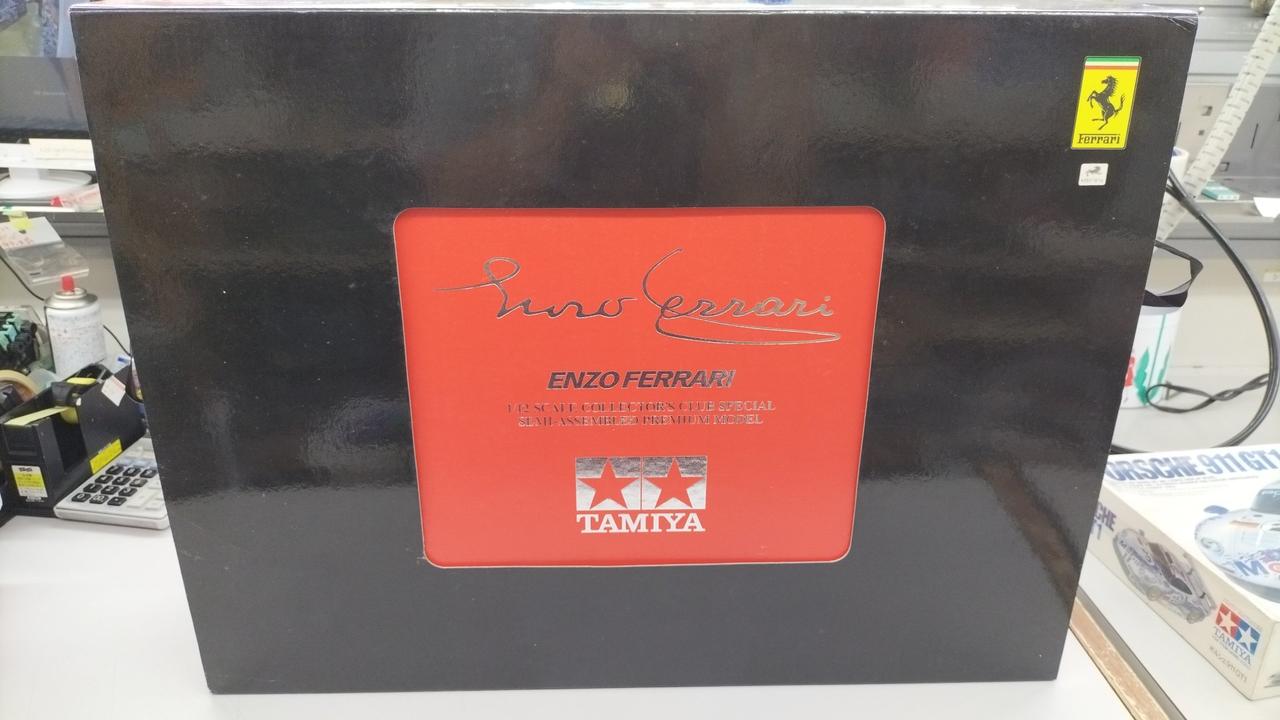 Ferrari
Enzo Ferrari
ENZO FERRARI
1/12 SCALE COLLECTOR'S CLUB SPECIAL
SEMI-ASSEMBLED PREMIUM MODEL
TAMIYA
PORSCHE 911 GT1
TAMIYA